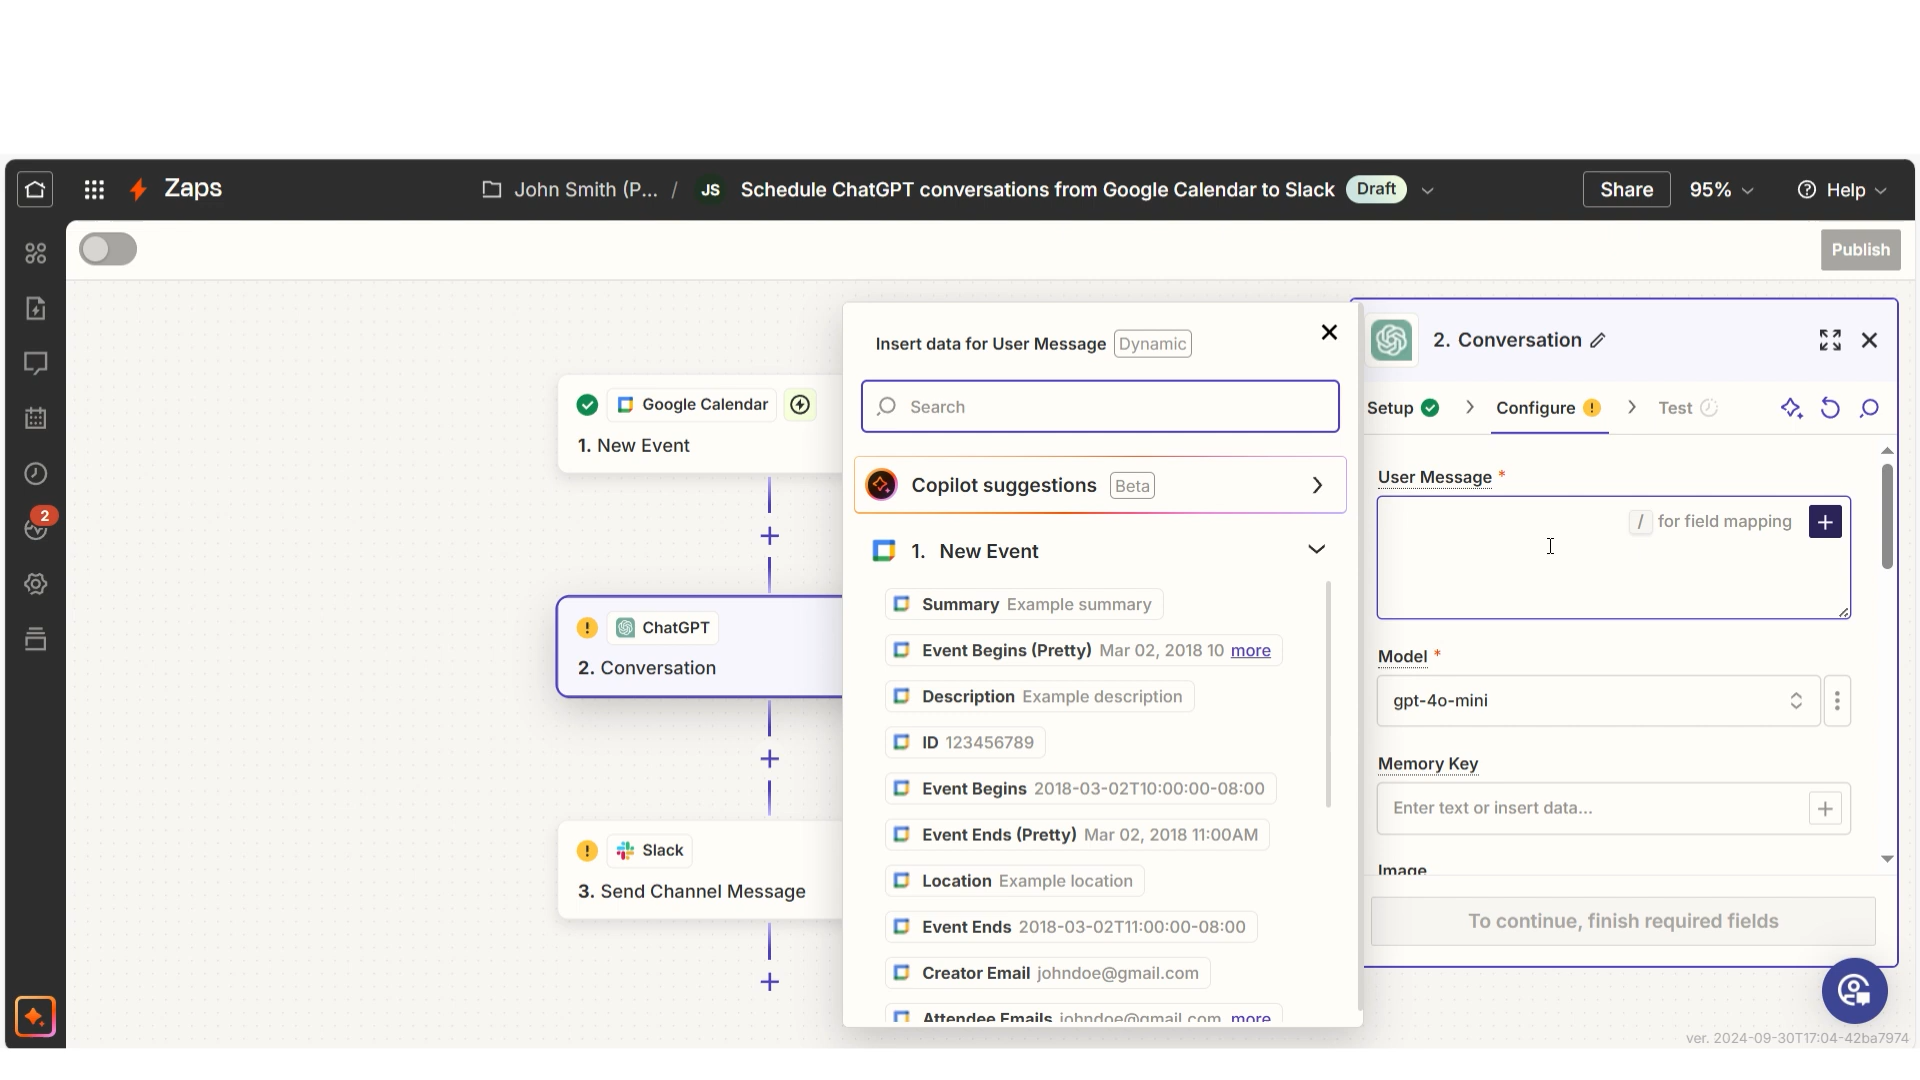 Zaps
John Smith (P... / JS Schedule ChatGPT conversations from Google Calendar to Slack Draft
Share 95% Help
Publish
2
Google Calendar
1. New Event
ChatGPT
2. Conversation
Slack
3. Send Channel Message
Insert data for User Message Dynamic
Search
Copilot suggestions Beta
1. New Event
Summary Example summary
Event Begins (Pretty) Mar 02, 2018 10 more
Description Example description
ID 123456789
Event Begins 2018-03-02T10:00:00-08:00
Event Ends (Pretty) Mar 02, 2018 11:00AM
Location Example location
Event Ends 2018-03-02T11:00:00-08:00
Creator Email johndoe@gmail.com
Attendee Emails johndoe@gmail.com more
2. Conversation
Setup Configure Test
User Message *
/ for field mapping
Model *
gpt-4o-mini
Memory Key
Enter text or insert data...
Image
To continue, finish required fields
ver. 2024-09-30T17:04-42ba7974